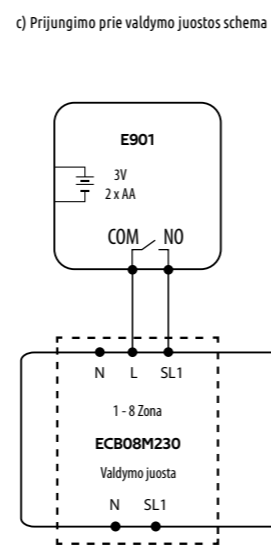 c) Prijungimo prie valdymo juostos schema
E901
3V
2 x AA
COM NO
N L SL1
1 - 8 Zona
ECB08M230
Valdymo juosta
N SL1